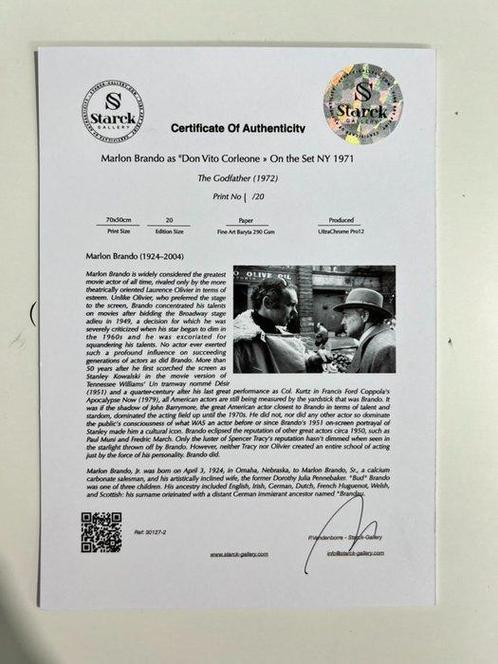 Starck
GALLERY
Starck
GALLERY
Certificate Of Authenticity
Marlon Brando as "Don Vito Corleone » On the Set NY 1971
The Godfather (1972)
Print No | /20
70x50cm 20 Paper Produced
Print Size Edition Size Fine Art Baryta 290 Gsm UltraChrome Pro12
Marlon Brando (1924–2004)
OLIVE OIL
Marlon Brando is widely considered the greatest
movie actor of all time, rivaled only by the more
theatrically oriented Laurence Olivier in terms of
esteem. Unlike Olivier, who preferred the stage
to the screen, Brando concentrated his talents
on movies after bidding the Broadway stage
adieu in 1949, a decision for which he was
severely criticized when his star began to dim in
the 1960s and he was excoriated for
squandering his talents. No actor ever exerted
such a profound influence on succeeding
generations of actors as did Brando. More than
50 years after he first scorched the screen as
Stanley Kowalski in the movie version of
Tennessee Williams' Un tramway nommé Désir
(1951) and a quarter-century after his last great performance as Col. Kurtz in Francis Ford Coppola's
Apocalypse Now (1979), all American actors are still being measured by the yardstick that was Brando. It
was if the shadow of John Barrymore, the great American actor closest to Brando in terms of talent and
stardom, dominated the acting field up until the 1970s. He did not, nor did any other actor so dominate
the public's consciousness of what WAS an actor before or since Brando's 1951 on-screen portrayal of
Stanley made him a cultural icon. Brando eclipsed the reputation of other great actors circa 1950, such as
Paul Muni and Fredric March. Only the luster of Spencer Tracy's reputation hasn't dimmed when seen in
the starlight thrown off by Brando. However, neither Tracy nor Olivier created an entire school of acting
just by the force of his personality. Brando did.
Marlon Brando, Jr. was born on April 3, 1924, in Omaha, Nebraska, to Marlon Brando, Sr., a calcium
carbonate salesman, and his artistically inclined wife, the former Dorothy Julia Pennebaker. "Bud" Brando
was one of three children. His ancestry included English, Irish, German, Dutch, French Huguenot, Welsh,
and Scottish: his surname originated with a distant German immigrant ancestor named "Brandau
Ref: 30127-2
P.Vandenborre - Starck-Gallery
www.starck-gallery.com
info@starck-gallery.com